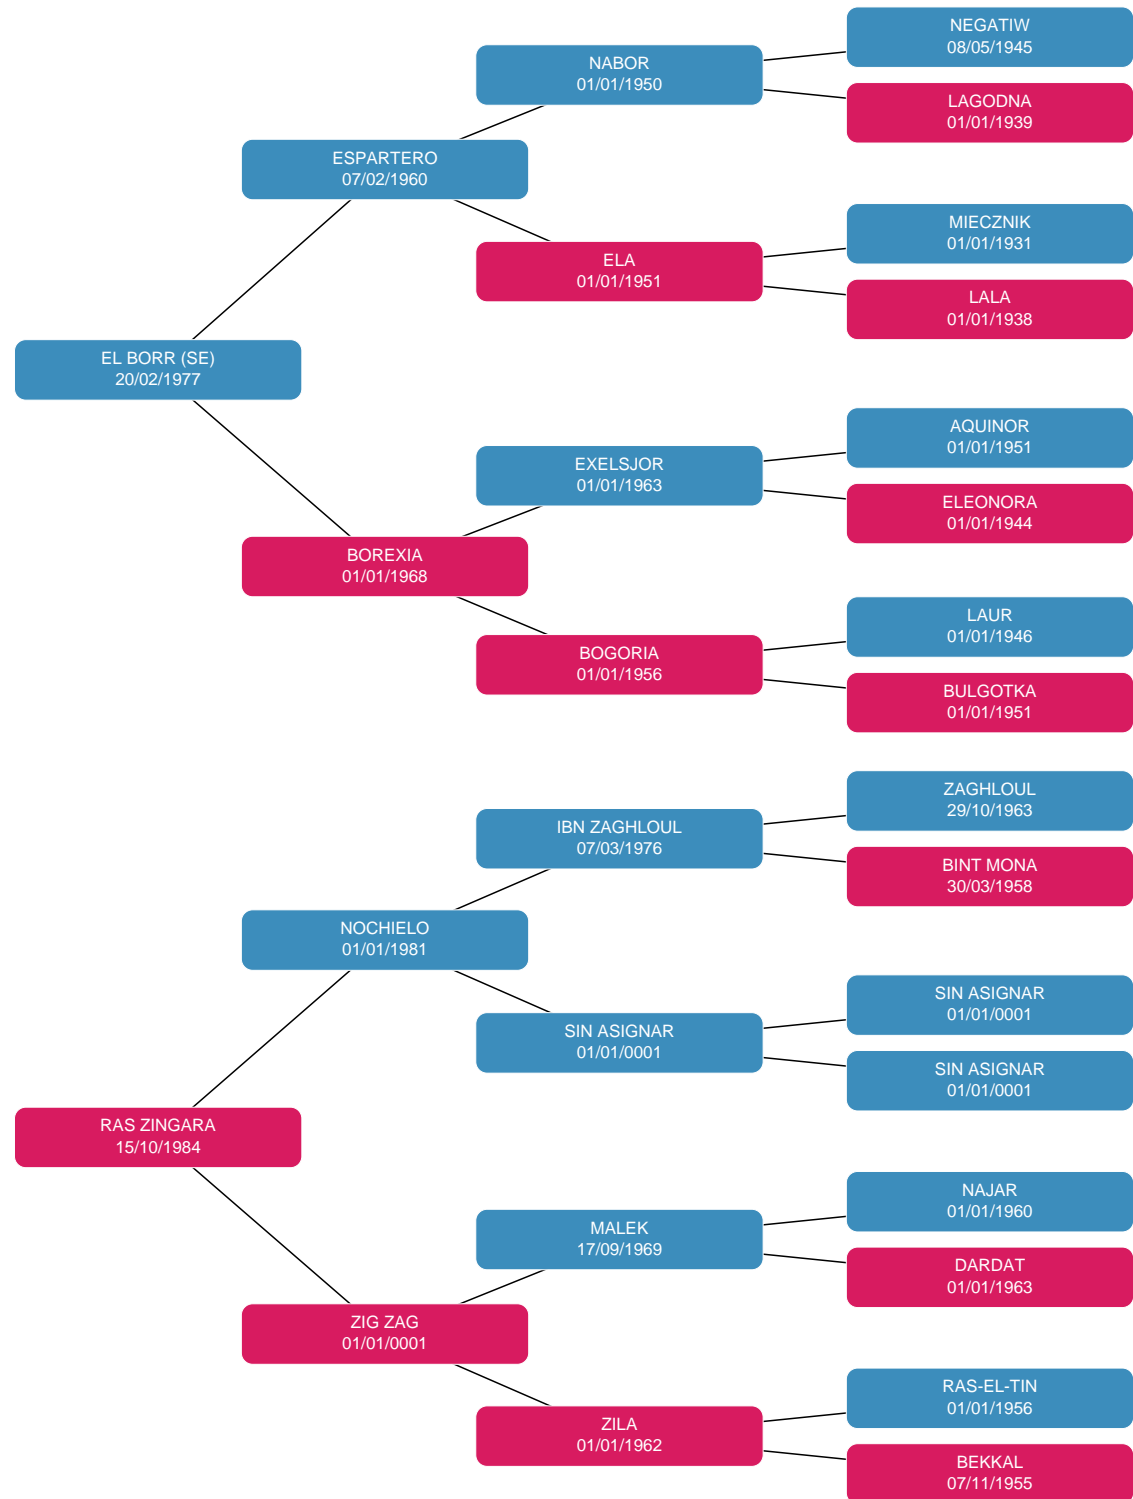 NEGATIW
08/05/1945
NABOR
01/01/1950
LAGODNA
01/01/1939
ESPARTERO
07/02/1960
MIECZNIK
01/01/1931
ELA
01/01/1951
LALA
01/01/1938
EL BORR (SE)
20/02/1977
AQUINOR
01/01/1951
EXELSJOR
01/01/1963
ELEONORA
01/01/1944
BOREXIA
01/01/1968
LAUR
01/01/1946
BOGORIA
01/01/1956
BULGOTKA
01/01/1951
ZAGHLOUL
29/10/1963
IBN ZAGHLOUL
07/03/1976
BINT MONA
30/03/1958
NOCHIELO
01/01/1981
SIN ASIGNAR
01/01/0001
SIN ASIGNAR
01/01/0001
SIN ASIGNAR
01/01/0001
RAS ZINGARA
15/10/1984
NAJAR
01/01/1960
MALEK
17/09/1969
DARDAT
01/01/1963
ZIG ZAG
01/01/0001
RAS-EL-TIN
01/01/1956
ZILA
01/01/1962
BEKKAL
07/11/1955